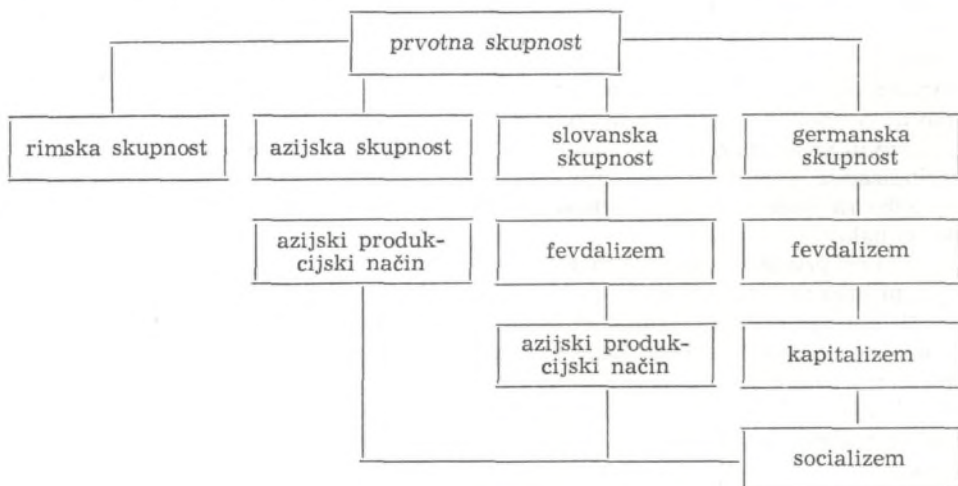 prvotna skupnost
rimska skupnost
azijska skupnost
slovanska
skupnost
germanska
skupnost
azijski produk-
cijski način
fevdalizem
fevdalizem
azijski produk-
cijski način
kapitalizem
socializem